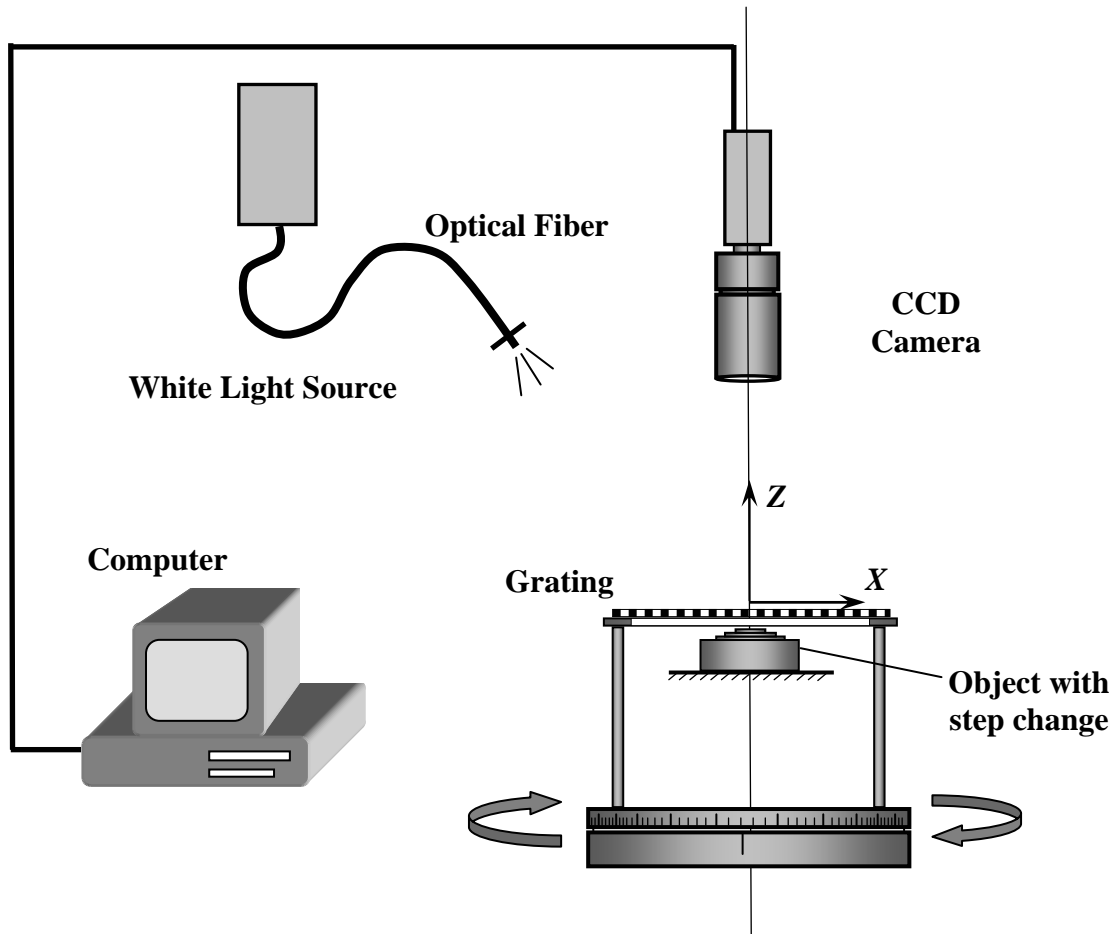 Optical Fiber
CCD
Camera
White Light Source
Z
Computer
Grating
X
Object with
step change